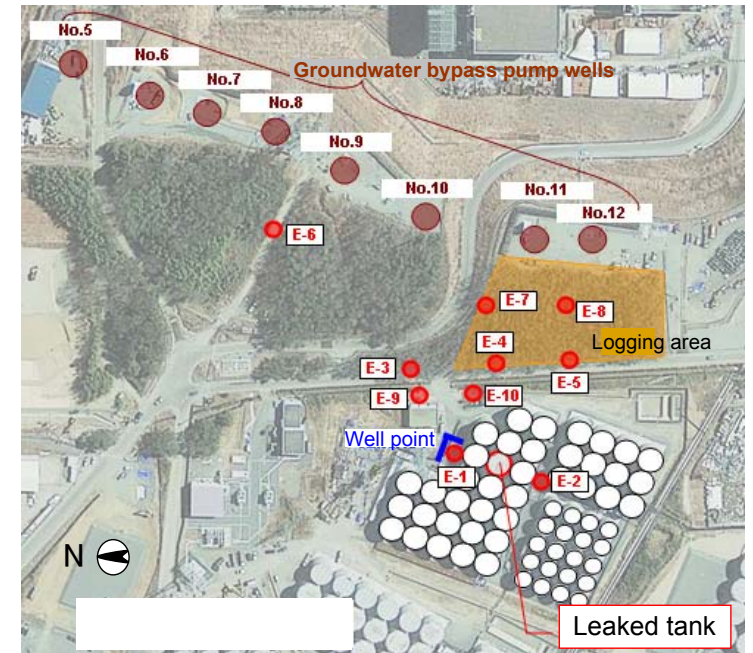 No.5
No.6
No.7
Groundwater bypass pump wells
No.8
No.9
No.10
No.11
No.12
E-6
E-7
E-8
E-4
Logging area
E-3
E-5
E-9
E-10
Well point
E-1
E-2
N
Leaked tank